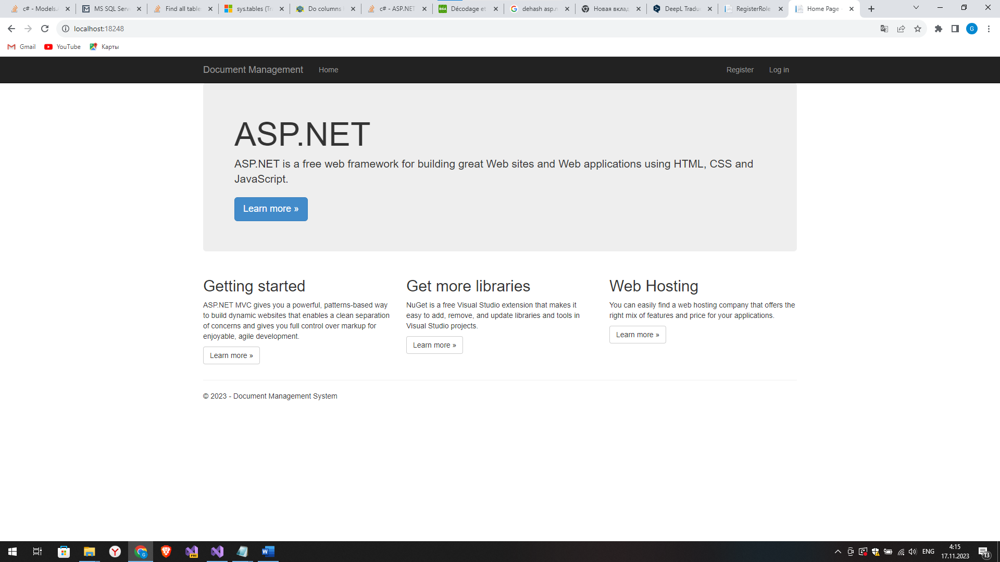 c# - Models.
MS SQL Serv
Find all table
sys.tables (Tra
Do columns
c# - ASP.NET
Décodage et
dehash asp.n
Новая вклад
DeepL Traduc
RegisterRole
Home Page -
localhost:18248
G
Gmail
YouTube
Карты
Document Management
Home
Register
Log in
ASP.NET
ASP.NET is a free web framework for building great Web sites and Web applications using HTML, CSS and
JavaScript.
Learn more »
Getting started
ASP.NET MVC gives you a powerful, patterns-based way
to build dynamic websites that enables a clean separation
of concerns and gives you full control over markup for
enjoyable, agile development.
Learn more »
Get more libraries
NuGet is a free Visual Studio extension that makes it
easy to add, remove, and update libraries and tools in
Visual Studio projects.
Learn more »
Web Hosting
You can easily find a web hosting company that offers the
right mix of features and price for your applications.
Learn more »
© 2023 - Document Management System
PRE
ENG
4:15
17.11.2023
13